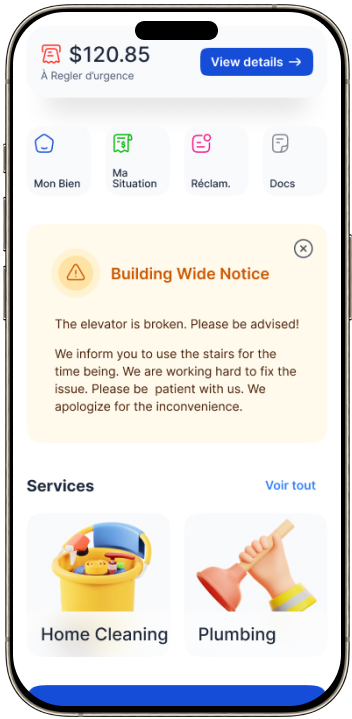 $120.85
À Regler d'urgence
View details →
Mon Bien
Ma
Situation
Réclam.
Docs
Building Wide Notice
The elevator is broken. Please be advised!
We inform you to use the stairs for the
time being. We are working hard to fix the
issue. Please be  patient with us. We
apologize for the inconvenience.
Services
Voir tout
Home Cleaning
Plumbing